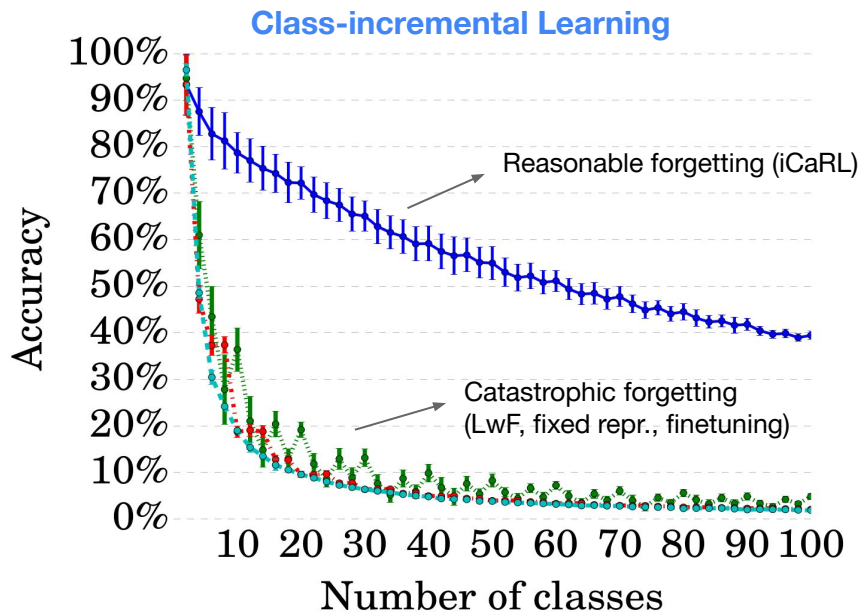 Class-incremental Learning
100%
90%
80%
70%
60%
50%
40%
30%
20%
10%
0%
Accuracy
Reasonable forgetting (iCaRL)
Catastrophic forgetting
(LwF, fixed repr., finetuning)
10 20 30 40 50 60 70 80 90 100
Number of classes